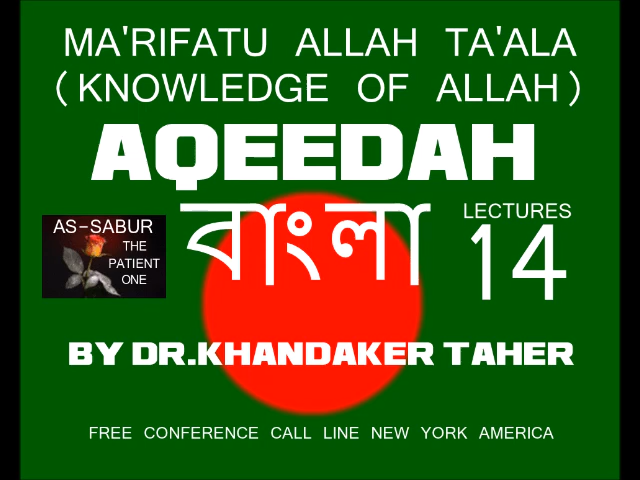 MA'RIFATU ALLAH TA'ALA
(KNOWLEDGE OF ALLAH)
AQEEDAH
বাংলা
LECTURES
14
AS-SABUR
THE
PATIENT
ONE
BY DR.KHANDAKER TAHER
FREE CONFERENCE CALL LINE NEW YORK AMERICA